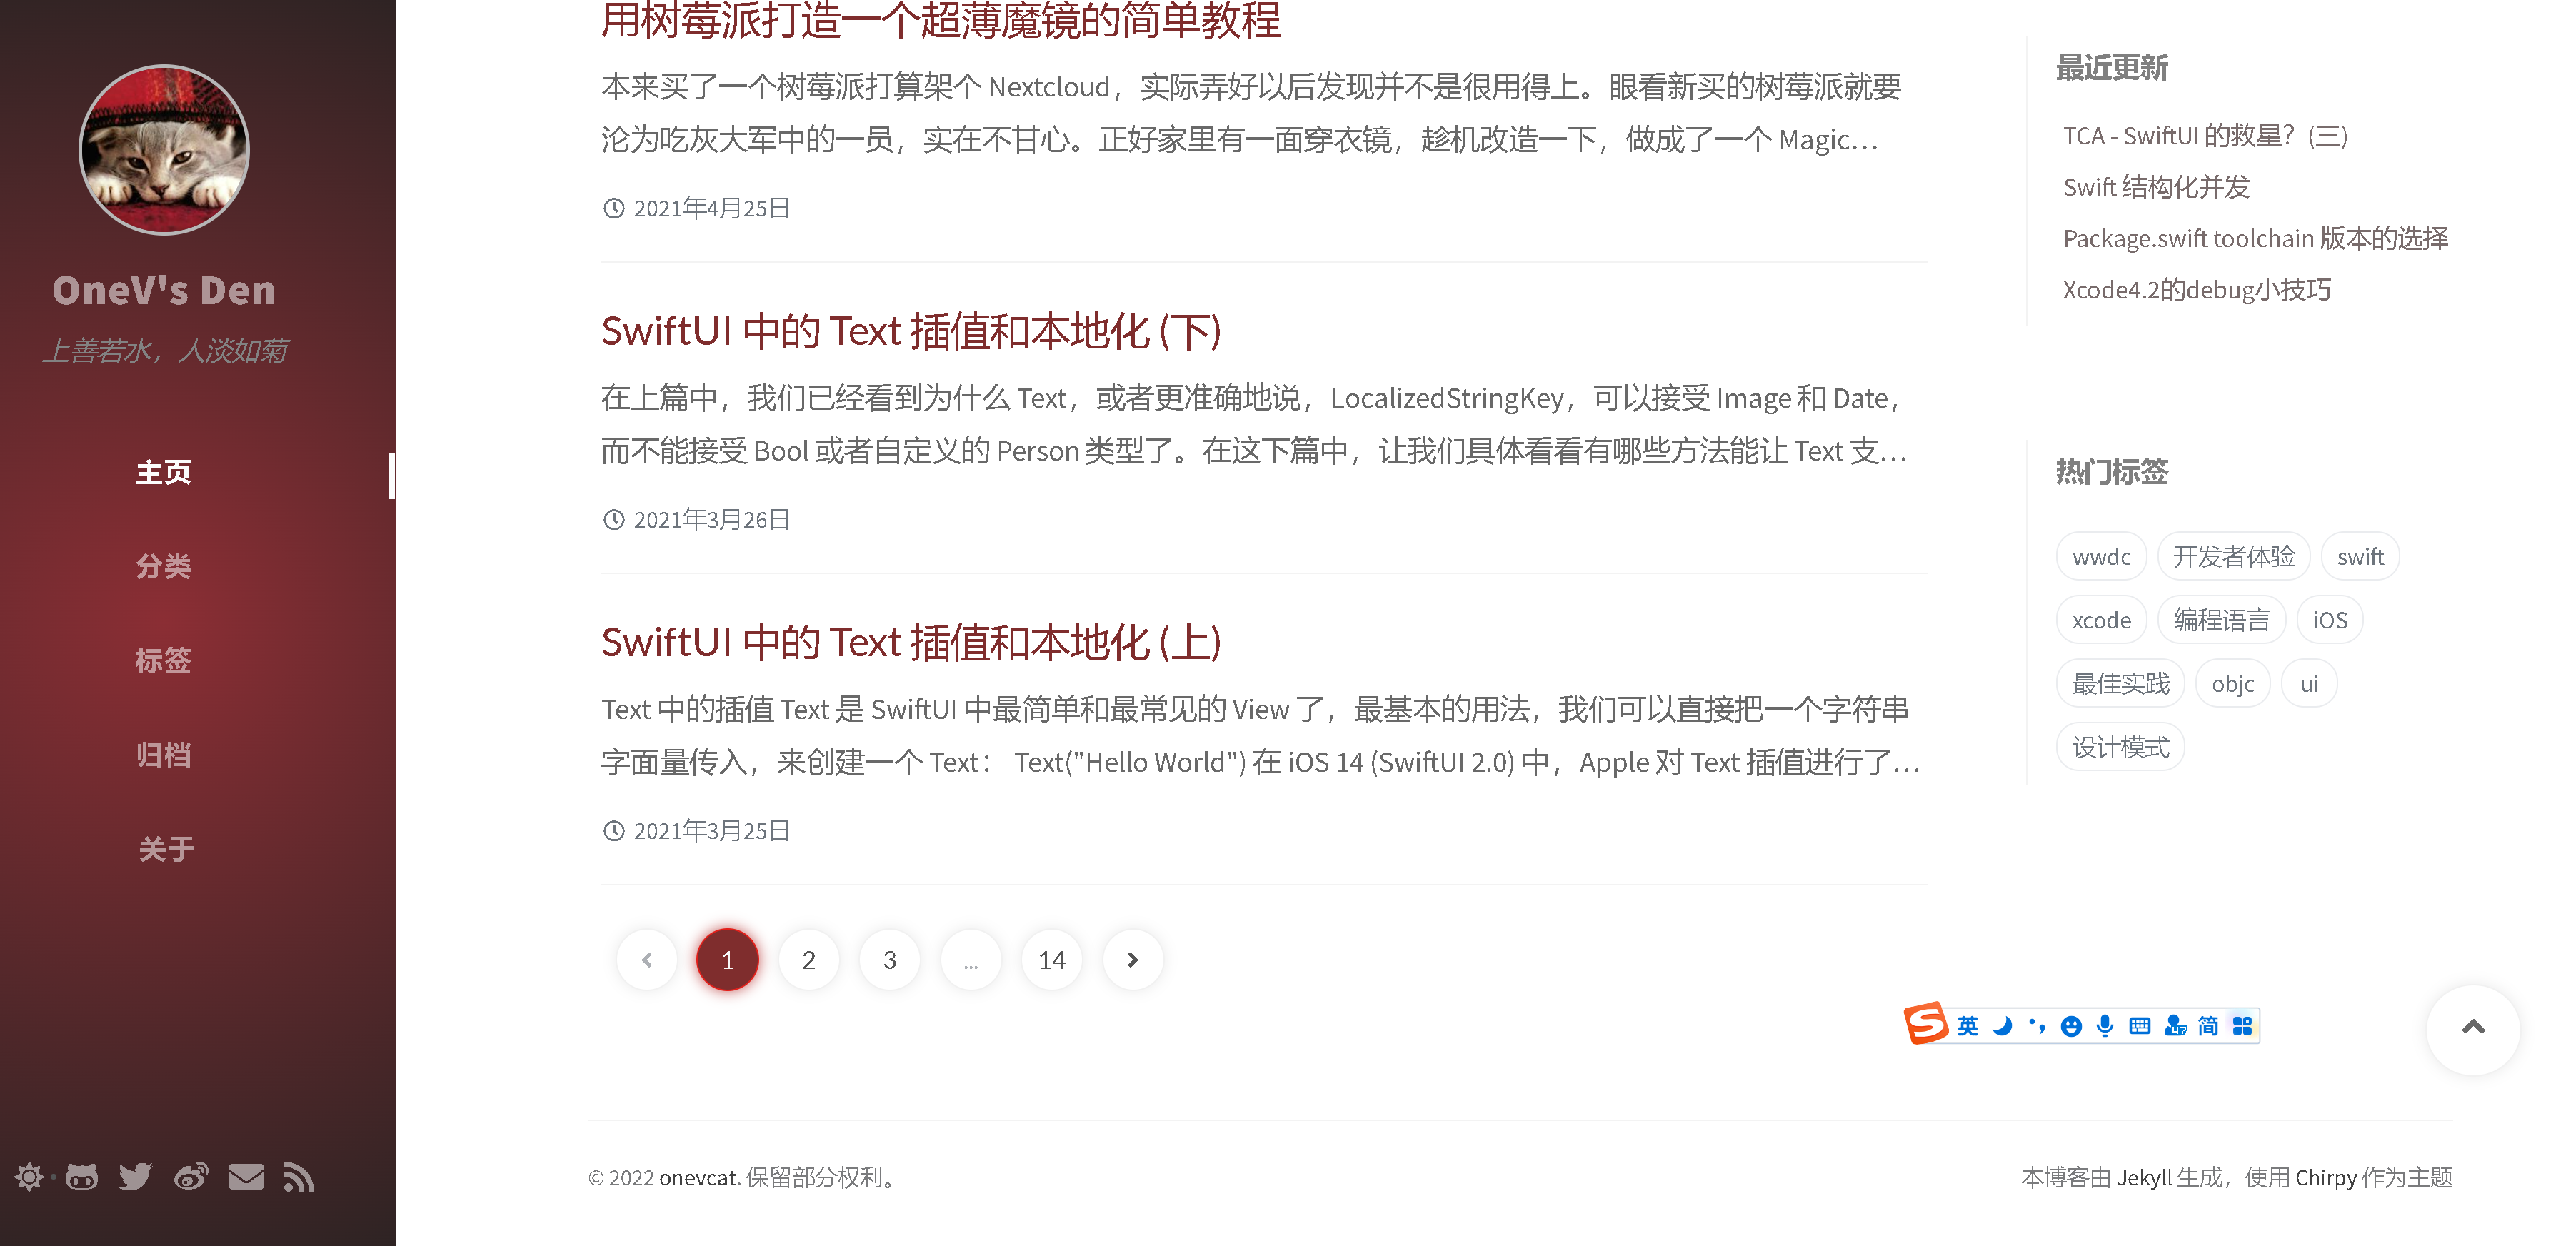 OneV's Den
上善若水，人淡如菊
主页
分类
标签
归档
关于
用树莓派打造一个超薄魔镜的简单教程
本来买了一个树莓派打算架个 Nextcloud，实际弄好以后发现并不是很用得上。眼看新买的树莓派就要
沦为吃灰大军中的一员，实在不甘心。正好家里有一面穿衣镜，趁机改造一下，做成了一个 Magic...
2021年4月25日
SwiftUI 中的 Text 插值和本地化 (下)
在上篇中，我们已经看到为什么 Text，或者更准确地说，LocalizedStringKey，可以接受 Image 和 Date，
而不能接受 Bool 或者自定义的 Person 类型了。在这下篇中，让我们具体看看有哪些方法能让 Text 支...
2021年3月26日
SwiftUI 中的 Text 插值和本地化 (上)
Text 中的插值 Text 是 SwiftUI 中最简单和最常见的 View 了，最基本的用法，我们可以直接把一个字符串
字面量传入，来创建一个 Text： Text("Hello World") 在 iOS 14 (SwiftUI 2.0) 中，Apple 对 Text 插值进行了...
2021年3月25日
1 2 3 ... 14
最近更新
TCA - SwiftUI 的救星？(三)
Swift 结构化并发
Package.swift toolchain 版本的选择
Xcode4.2的debug小技巧
热门标签
wwdc 开发者体验 swift
xcode 编程语言 iOS
最佳实践 objc ui
设计模式
英 简
© 2022 onevcat. 保留部分权利。
本博客由 Jekyll 生成，使用 Chirpy 作为主题